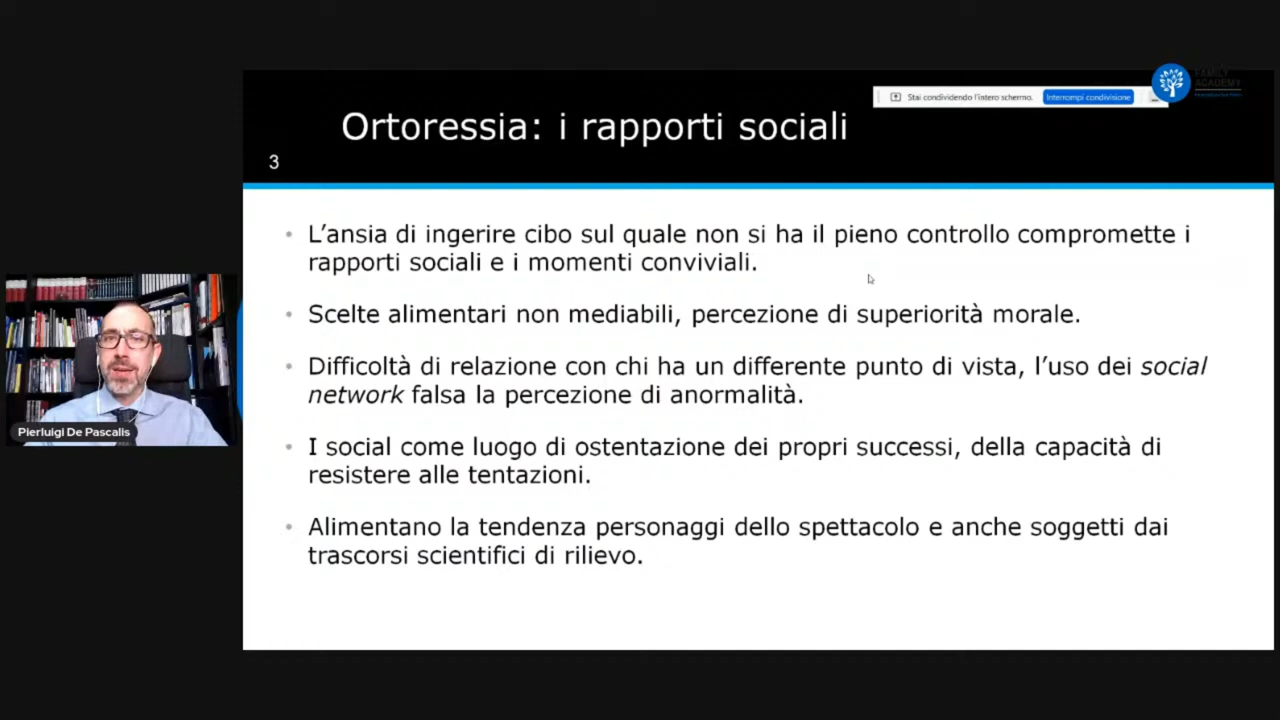 FAMILY
ACADEMY
Stai condividendo l'intero schermo. Interrompi condivisione
Ortoressia: i rapporti sociali
3
• L'ansia di ingerire cibo sul quale non si ha il pieno controllo compromette i
rapporti sociali e i momenti conviviali.
• Scelte alimentari non mediabili, percezione di superiorità morale.
• Difficoltà di relazione con chi ha un differente punto di vista, l'uso dei social
network falsa la percezione di anormalità.
• I social come luogo di ostentazione dei propri successi, della capacità di
resistere alle tentazioni.
• Alimentano la tendenza personaggi dello spettacolo e anche soggetti dai
trascorsi scientifici di rilievo.
Pierluigi De Pascalis